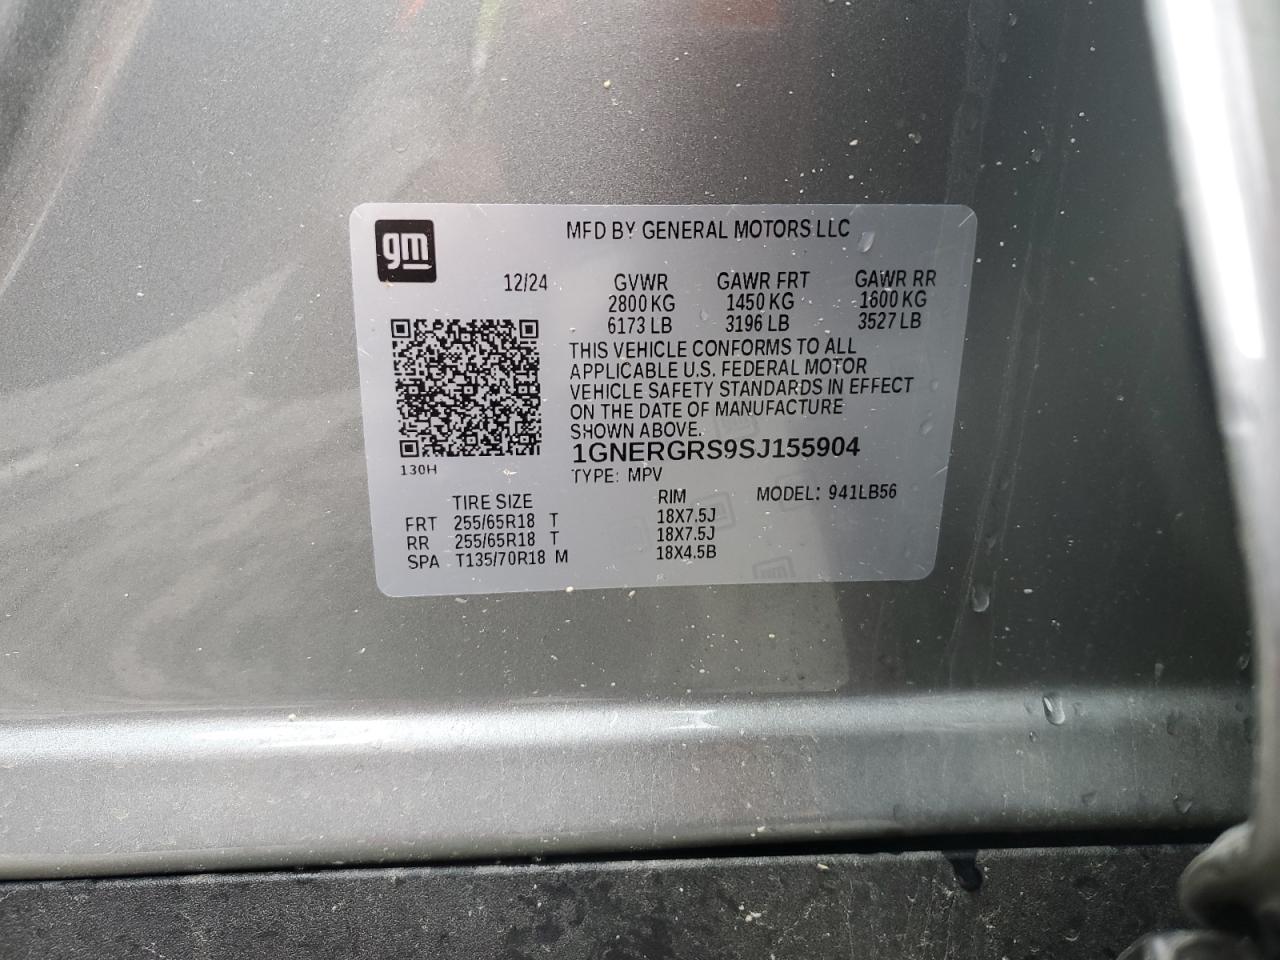 gm
MFD BY GENERAL MOTORS LLC
12/24 GVWR GAWR FRT GAWR RR
2800 KG 1450 KG 1600 KG
6173 LB 3196 LB 3527 LB
THIS VEHICLE CONFORMS TO ALL
APPLICABLE U.S. FEDERAL MOTOR
VEHICLE SAFETY STANDARDS IN EFFECT
ON THE DATE OF MANUFACTURE
SHOWN ABOVE.
1GNERGRS9SJ155904
130H
TYPE: MPV
TIRE SIZE RIM MODEL: 941LB56
FRT 255/65R18 T 18X7.5J
RR 255/65R18 T 18X7.5J
SPA T135/70R18 M 18X4.5B
gm